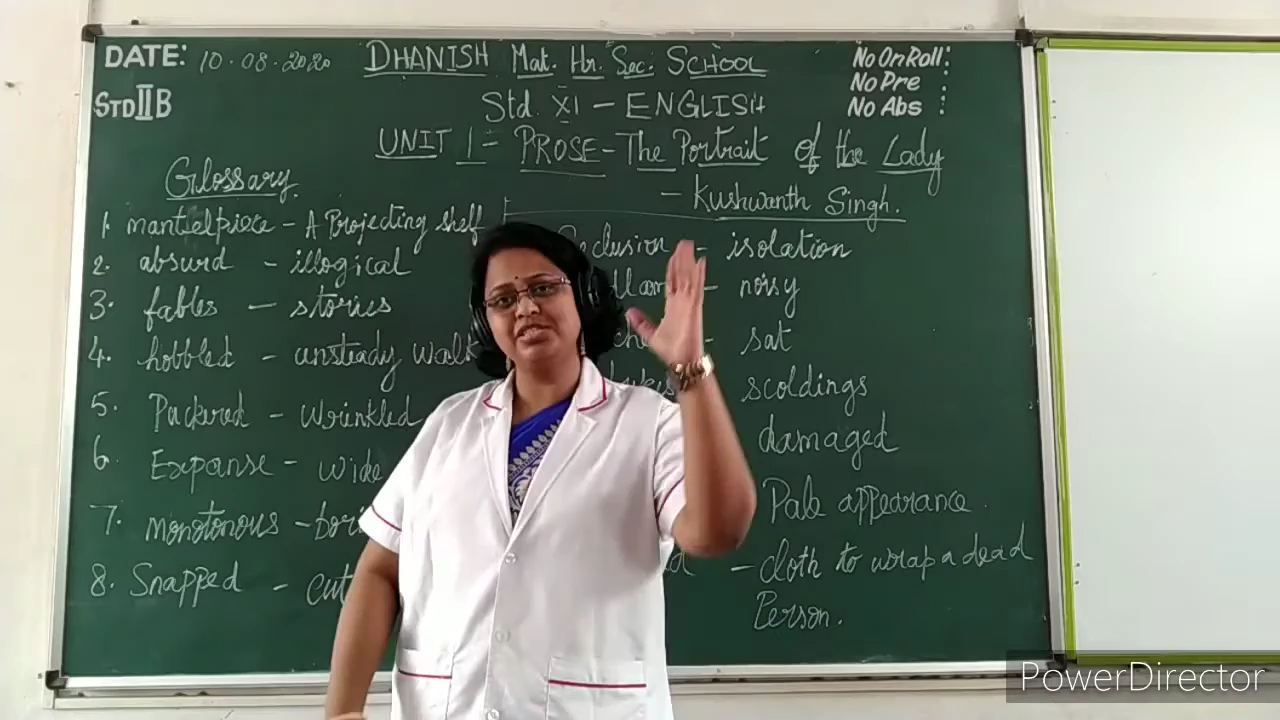 DATE: 10.08.2020
STD II B
DHANISH Mat. Hr. Sec. SCHOOL
No On Roll :
No Pre :
No Abs :
Std. XI - ENGLISH
UNIT 1 - PROSE - The Portrait of the Lady
- Kushwanth Singh.
Glossary
1. mantelpiece - A Projecting shelf
2. absurd - illogical
3. fables - stories
4. hobbled - unsteady walk
5. Puckered - wrinkled
6. Expanse - wide
7. monotonous -
8. Snapped - cut
Seclusion - isolation
- noisy
- sat
scoldings
damaged
Pale appearance.
- cloth to wrap a dead
Person.
PowerDirector